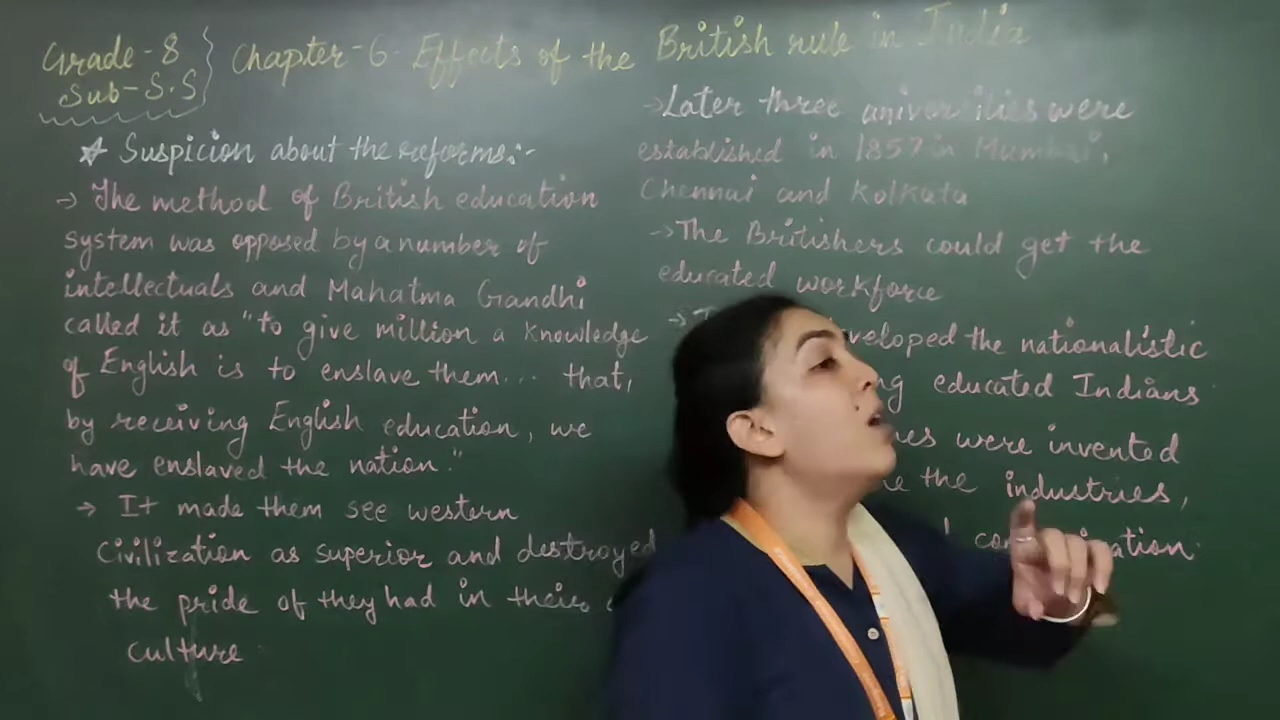 Grade-8
Sub-S.S
Chapter-6 Effects of the British rule in India
☆ Suspicion about the reforms:-
→ The method of British education
system was opposed by a number of
intellectuals and Mahatma Gandhi
called it as "to give million a knowledge
of English is to enslave them... that,
by receiving English education, we
have enslaved the nation."
→ It made them see western
civilization as superior and destroyed
the pride of they had in their
culture
→ Later three universities were
established in 1857 in Mumbai,
Chennai and Kolkata
→ The Britishers could get the
educated workforce
→ veloped the nationalistic
educated Indians
were invented
the industries,